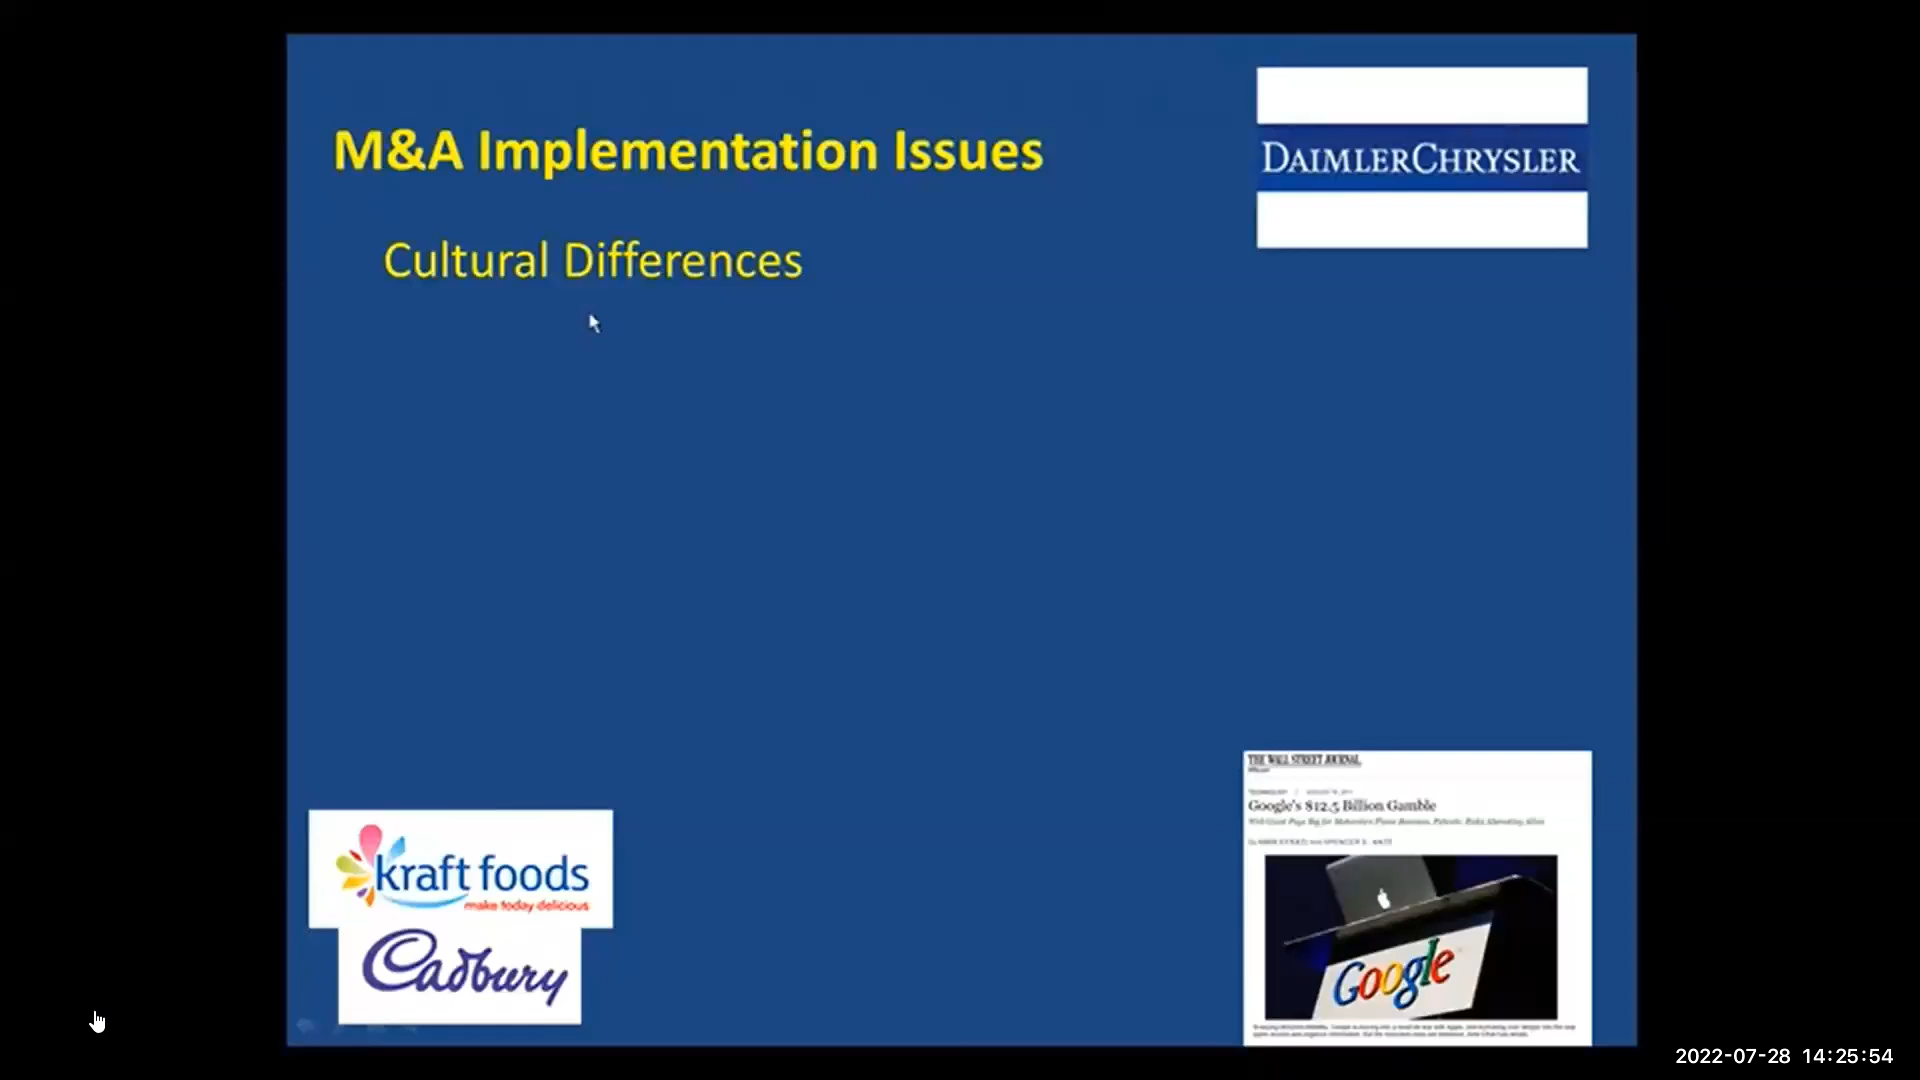 M&A Implementation Issues
DAIMLERCHRYSLER
Cultural Differences
THE WALL STREET JOURNAL.
Google's $12.5 Billion Gamble
Google
kraft foods
make today delicious
Cadbury
2022-07-28 14:25:54